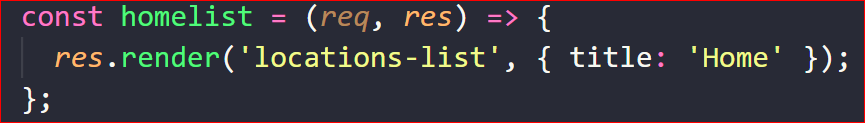 const homelist = (req, res) => {
  res.render('locations-list', { title: 'Home' });
};